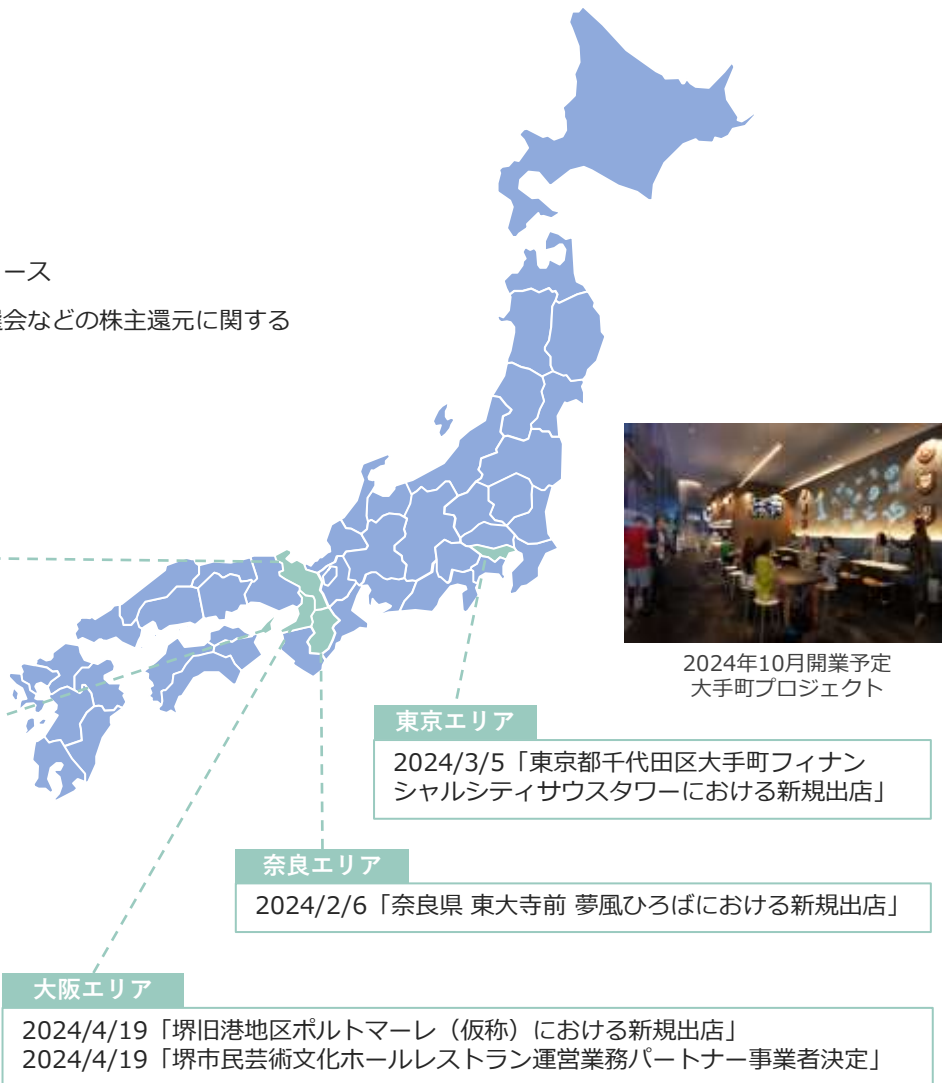 ース
会などの株主還元に関する
2024年10月開業予定
大手町プロジェクト
東京エリア
2024/3/5「東京都千代田区大手町フィナン
シャルシティサウスタワーにおける新規出店」
奈良エリア
2024/2/6「奈良県 東大寺前 夢風ひろばにおける新規出店」
大阪エリア
2024/4/19「堺旧港地区ポルトマーレ（仮称）における新規出店」
2024/4/19「堺市民芸術文化ホールレストラン運営業務パートナー事業者決定」